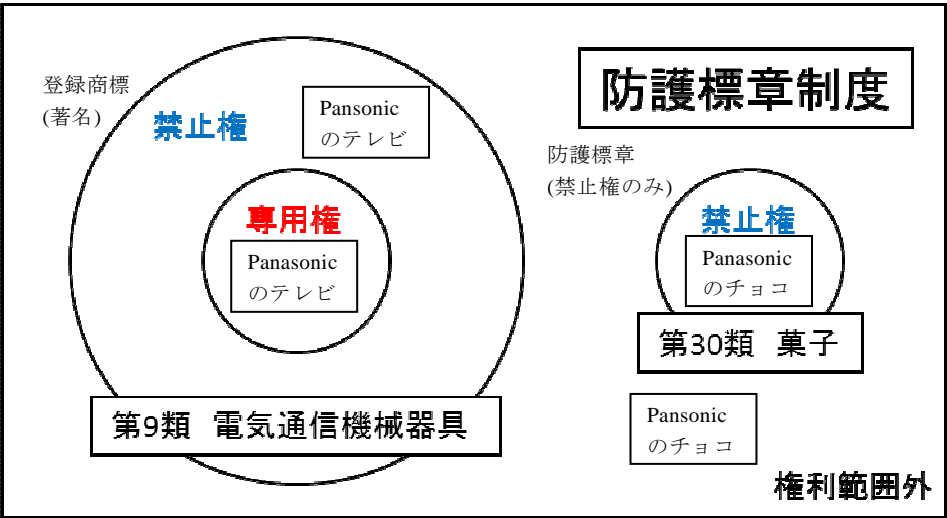 防護標章制度
登録商標
(著名)
禁止権
Pansonic
のテレビ
専用権
Panasonic
のテレビ
第9類 電気通信機械器具
防護標章
(禁止権のみ)
禁止権
Panasonic
のチョコ
第30類 菓子
Pansonic
のチョコ
権利範囲外